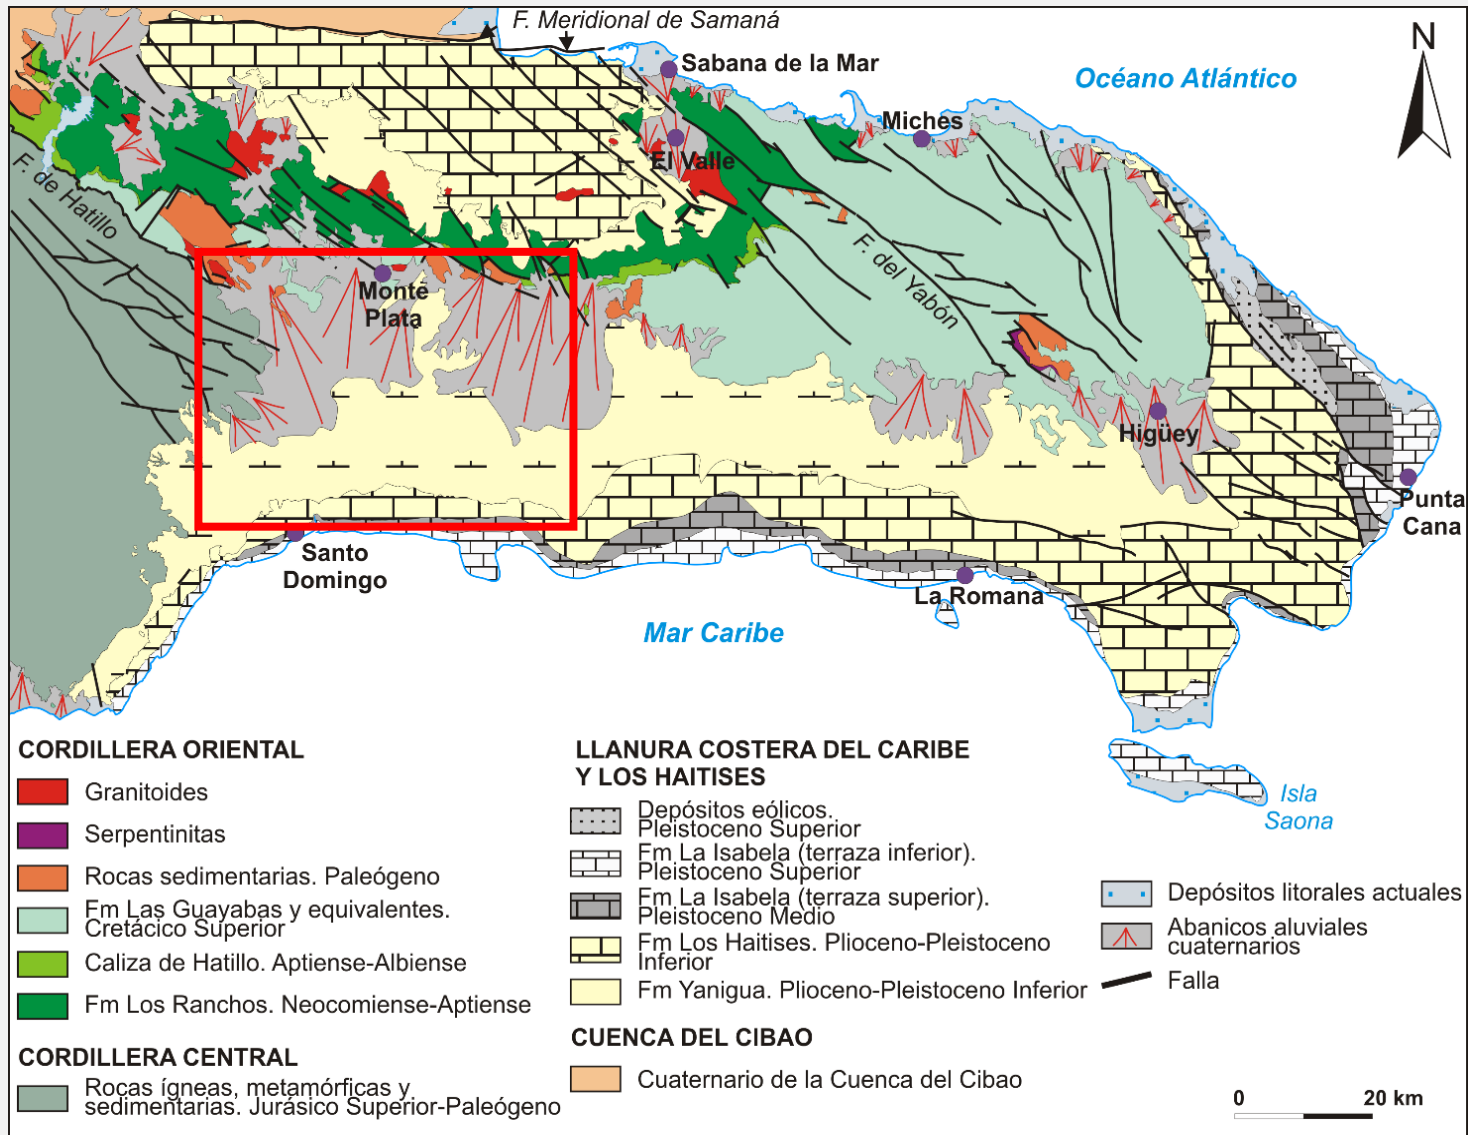 F. Meridional de Samaná
N
Sabana de la Mar
Océano Atlántico
Miches
El Valle
F. de Hatillo
F. del Yabón
Monte
Plata
Higüey
Punta
Cana
Santo
Domingo
La Romana
Mar Caribe
Isla
Saona
CORDILLERA ORIENTAL
Granitoides
Serpentinitas
Rocas sedimentarias. Paleógeno
Fm Las Guayabas y equivalentes.
Cretácico Superior
Caliza de Hatillo. Aptiense-Albiense
Fm Los Ranchos. Neocomiense-Aptiense
CORDILLERA CENTRAL
Rocas ígneas, metamórficas y
sedimentarias. Jurásico Superior-Paleógeno
LLANURA COSTERA DEL CARIBE
Y LOS HAITISES
Depósitos eólicos.
Pleistoceno Superior
Fm La Isabela (terraza inferior).
Pleistoceno Superior
Fm La Isabela (terraza superior).
Pleistoceno Medio
Fm Los Haitises. Plioceno-Pleistoceno
Inferior
Fm Yanigua. Plioceno-Pleistoceno Inferior
CUENCA DEL CIBAO
Cuaternario de la Cuenca del Cibao
Depósitos litorales actuales
Abanicos aluviales
cuaternarios
Falla
0 20 km